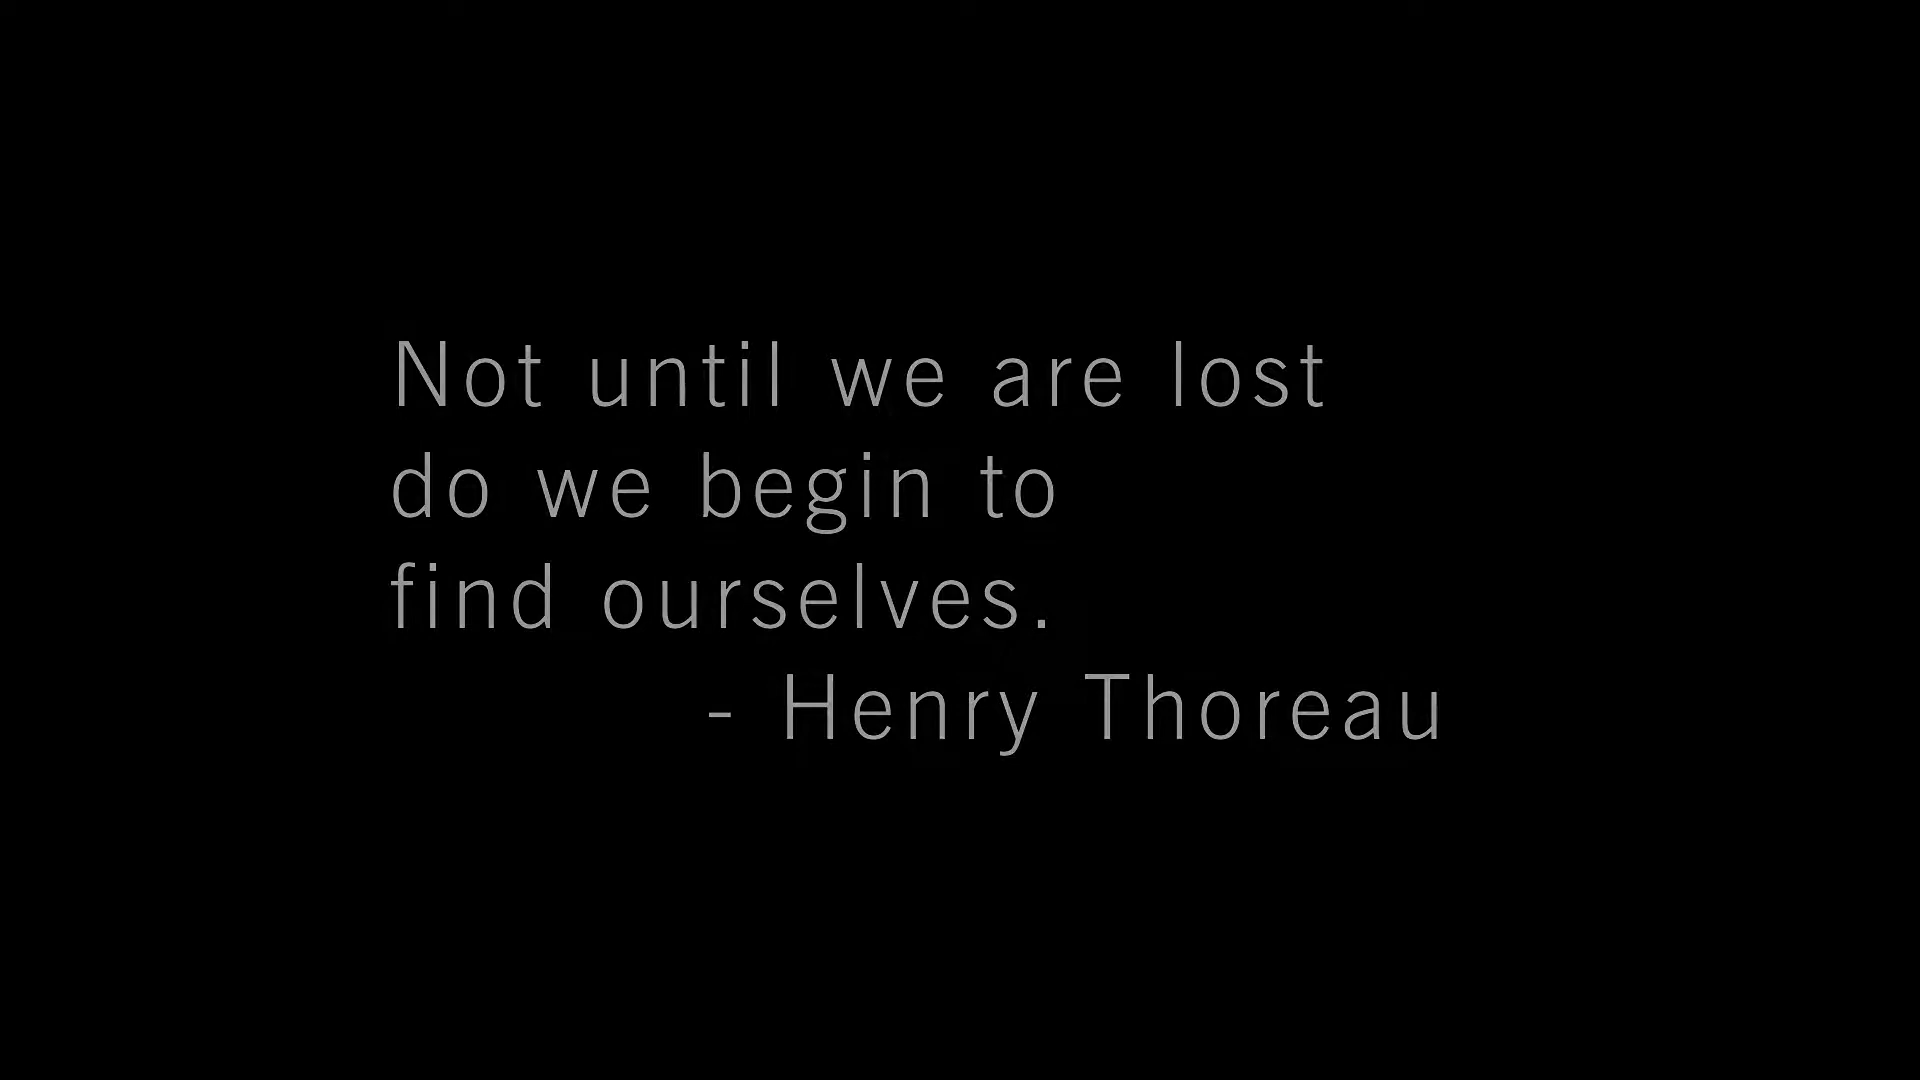 Not until we are lost
do we begin to
find ourselves.
- Henry Thoreau